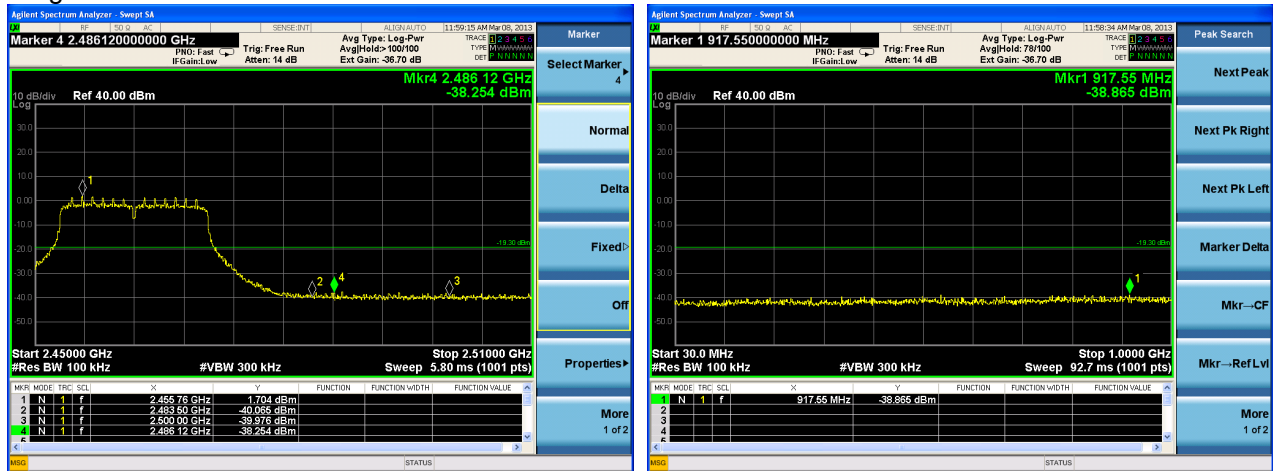 Agilent Spectrum Analyzer - Swept SA
RF 50 Ω AC SENSE:INT ALIGN AUTO 11:59:15 AM Mar 08, 2013
Marker 4 2.486120000000 GHz
PNO: Fast
IFGain:Low
Trig: Free Run
Atten: 14 dB
Avg Type: Log-Pwr
Avg|Hold:>100/100
Ext Gain: -36.70 dB
TRACE 1 2 3 4 5 6
TYPE M
DET P N N N N N
Mkr4 2.486 12 GHz
-38.254 dBm
10 dB/div Ref 40.00 dBm
Log
30.0
20.0
10.0
0.00
-10.0
-20.0
-30.0
-40.0
-50.0
1
2
4
3
-19.30 dBm
Start 2.45000 GHz
Stop 2.51000 GHz
#Res BW 100 kHz #VBW 300 kHz Sweep 5.80 ms (1001 pts)
MKR MODE TRC SCL X Y FUNCTION FUNCTION WIDTH FUNCTION VALUE
1 N 1 f 2.455 76 GHz 1.704 dBm
2 N 1 f 2.483 50 GHz -40.065 dBm
3 N 1 f 2.500 00 GHz -39.976 dBm
4 N 1 f 2.486 12 GHz -38.254 dBm
5
MSG STATUS
Marker
Select Marker
4
Normal
Delta
Fixed
Off
Properties
More
1 of 2
Agilent Spectrum Analyzer - Swept SA
RF 50 Ω AC SENSE:INT ALIGN AUTO 11:58:34 AM Mar 08, 2013
Marker 1 917.550000000 MHz
PNO: Fast
IFGain:Low
Trig: Free Run
Atten: 14 dB
Avg Type: Log-Pwr
Avg|Hold: 78/100
Ext Gain: -36.70 dB
TRACE 1 2 3 4 5 6
TYPE M
DET P N N N N N
Mkr1 917.55 MHz
-38.865 dBm
10 dB/div Ref 40.00 dBm
Log
30.0
20.0
10.0
0.00
-10.0
-20.0
-30.0
-40.0
-50.0
-19.30 dBm
1
Start 30.0 MHz
Stop 1.0000 GHz
#Res BW 100 kHz #VBW 300 kHz Sweep 92.7 ms (1001 pts)
MKR MODE TRC SCL X Y FUNCTION FUNCTION WIDTH FUNCTION VALUE
1 N 1 f 917.55 MHz -38.865 dBm
2
3
4
5
MSG STATUS
Peak Search
Next Peak
Next Pk Right
Next Pk Left
Marker Delta
Mkr→CF
Mkr→Ref Lvl
More
1 of 2